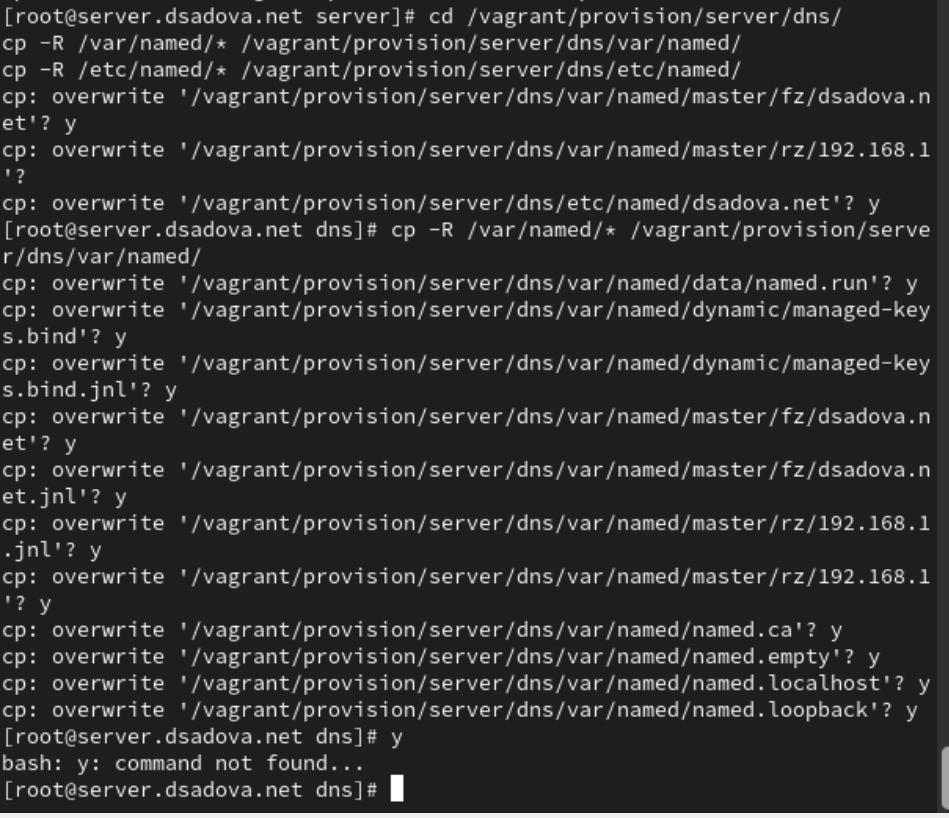 [root@server.dsadova.net server]# cd /vagrant/provision/server/dns/
cp -R /var/named/* /vagrant/provision/server/dns/var/named/
cp -R /etc/named/* /vagrant/provision/server/dns/etc/named/
cp: overwrite '/vagrant/provision/server/dns/var/named/master/fz/dsadova.n
et'? y
cp: overwrite '/vagrant/provision/server/dns/var/named/master/rz/192.168.1
'?
cp: overwrite '/vagrant/provision/server/dns/etc/named/dsadova.net'? y
[root@server.dsadova.net dns]# cp -R /var/named/* /vagrant/provision/serve
r/dns/var/named/
cp: overwrite '/vagrant/provision/server/dns/var/named/data/named.run'? y
cp: overwrite '/vagrant/provision/server/dns/var/named/dynamic/managed-key
s.bind'? y
cp: overwrite '/vagrant/provision/server/dns/var/named/dynamic/managed-key
s.bind.jnl'? y
cp: overwrite '/vagrant/provision/server/dns/var/named/master/fz/dsadova.n
et'? y
cp: overwrite '/vagrant/provision/server/dns/var/named/master/fz/dsadova.n
et.jnl'? y
cp: overwrite '/vagrant/provision/server/dns/var/named/master/rz/192.168.1
.jnl'? y
cp: overwrite '/vagrant/provision/server/dns/var/named/master/rz/192.168.1
'? y
cp: overwrite '/vagrant/provision/server/dns/var/named/named.ca'? y
cp: overwrite '/vagrant/provision/server/dns/var/named/named.empty'? y
cp: overwrite '/vagrant/provision/server/dns/var/named/named.localhost'? y
cp: overwrite '/vagrant/provision/server/dns/var/named/named.loopback'? y
[root@server.dsadova.net dns]# y
bash: y: command not found...
[root@server.dsadova.net dns]#